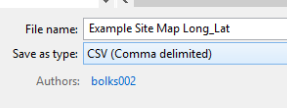 File name: Example Site Map Long_Lat
Save as type: CSV (Comma delimited)
Authors: bolks002